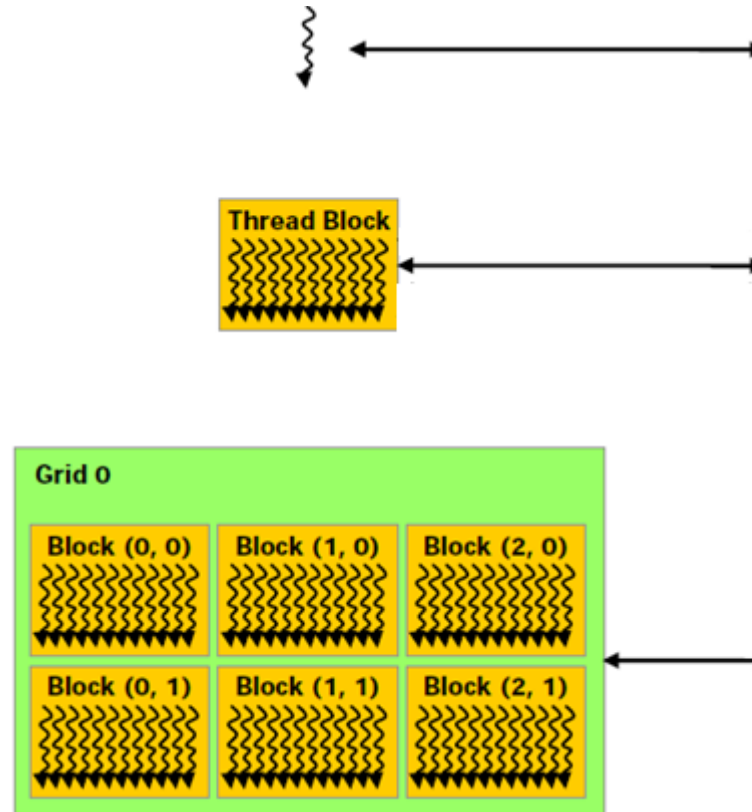 Thread Block
Grid 0
Block (0, 0) Block (1, 0) Block (2, 0)
Block (0, 1) Block (1, 1) Block (2, 1)